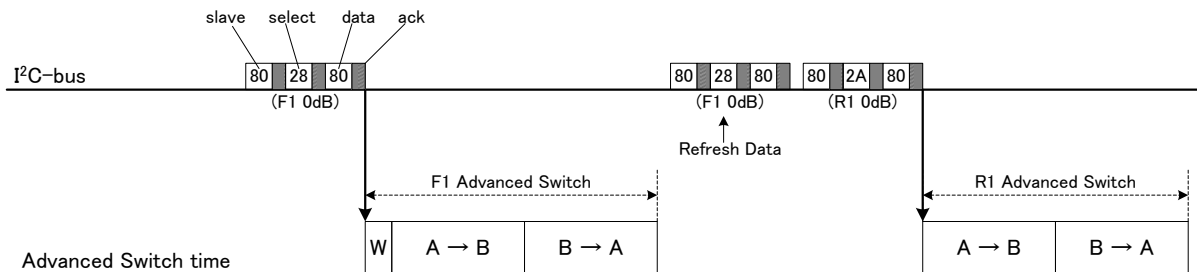 slave select data ack
I²C-bus 80 28 80 80 28 80 80 2A 80
(F1 0dB) (F1 0dB) (R1 0dB)
Refresh Data
F1 Advanced Switch R1 Advanced Switch
W A → B B → A A → B B → A
Advanced Switch time